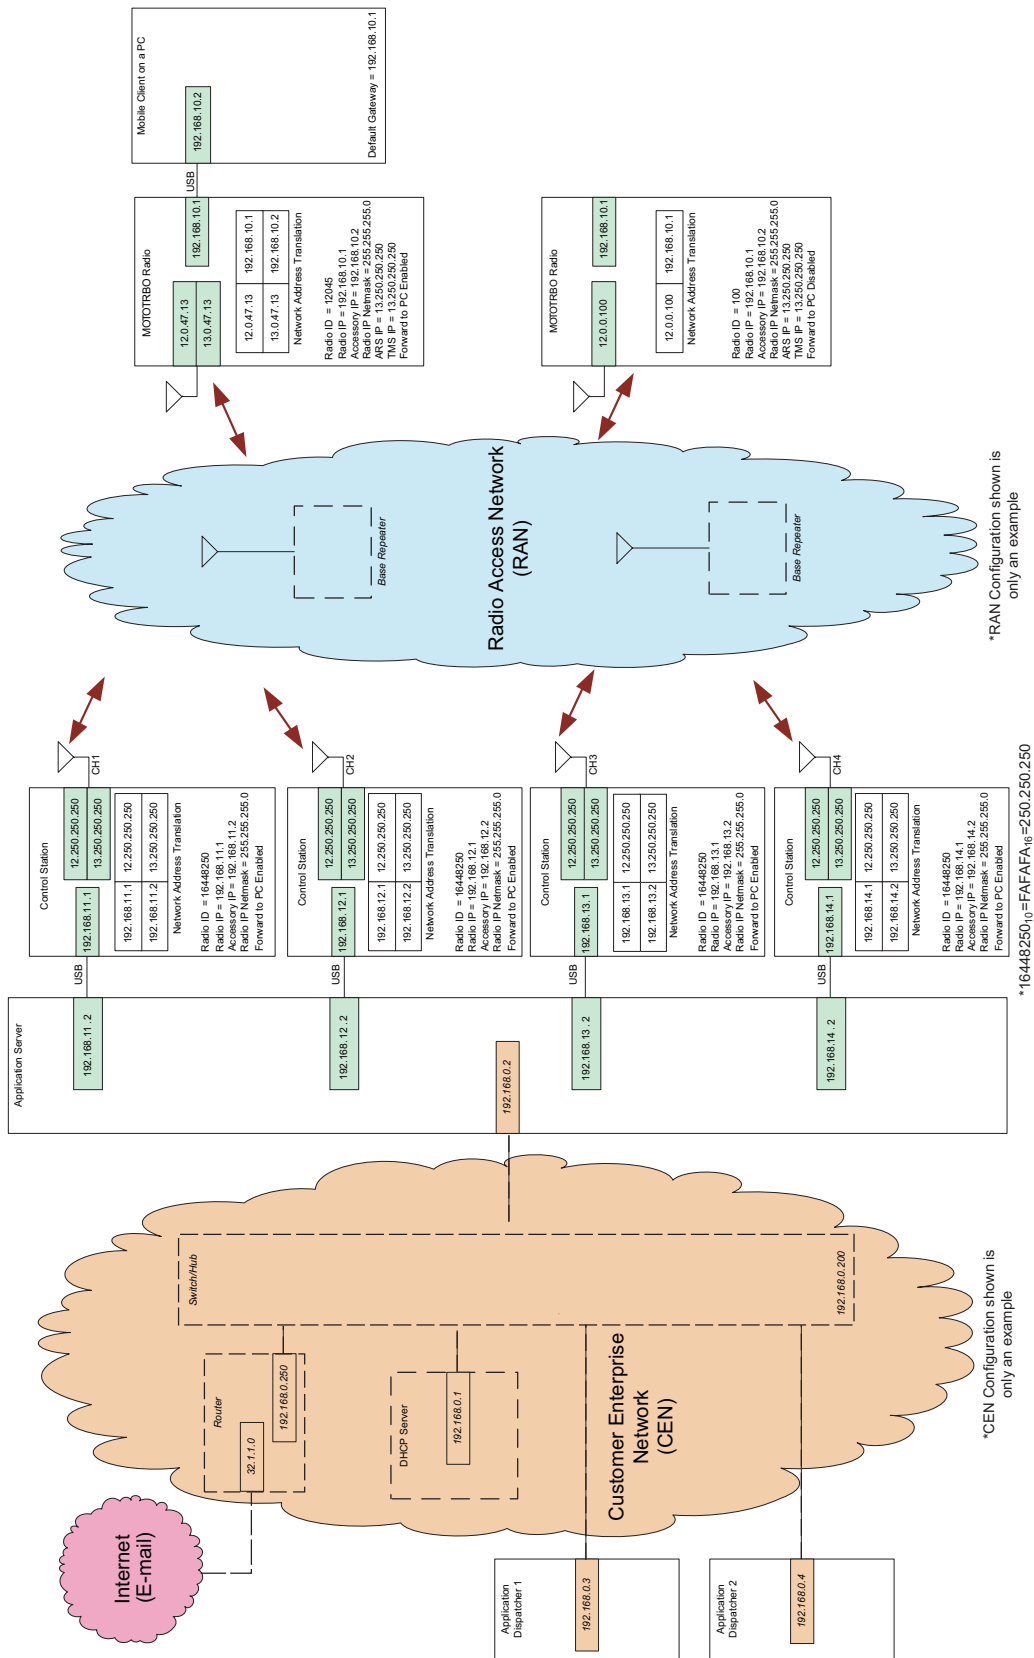 Internet
(E-mail)
Router
32.1.1.0
192.168.0.250
DHCP Server
192.168.0.1
Switch/Hub
192.168.0.200
Customer Enterprise
Network
(CEN)
Application
Dispatcher 1
192.168.0.3
Application
Dispatcher 2
192.168.0.4
*CEN Configuration shown is
only an example
Application Server
192.168.0.2
192.168.11 .2
192.168.12 .2
192.168.13 .2
192.168.14 .2
USB
Control Station
192.168.11.1
12.250.250.250
13.250.250.250
192.168.11.1 12.250.250.250
192.168.11.2 13.250.250.250
Network Address Translation
Radio ID = 16448250
Radio IP = 192.168.11.1
Accessory IP = 192.168.11.2
Radio IP Netmask = 255.255.255.0
Forward to PC Enabled
CH1
USB
Control Station
192.168.12.1
12.250.250.250
13.250.250.250
192.168.12.1 12.250.250.250
192.168.12.2 13.250.250.250
Network Address Translation
Radio ID = 16448250
Radio IP = 192.168.12.1
Accessory IP = 192.168.12.2
Radio IP Netmask = 255.255.255.0
Forward to PC Enabled
CH2
USB
Control Station
192.168.13.1
12.250.250.250
13.250.250.250
192.168.13.1 12.250.250.250
192.168.13.2 13.250.250.250
Network Address Translation
Radio ID = 16448250
Radio IP = 192.168.13.1
Accessory IP = 192.168.13.2
Radio IP Netmask = 255.255.255.0
Forward to PC Enabled
CH3
USB
Control Station
192.168.14.1
12.250.250.250
13.250.250.250
192.168.14.1 12.250.250.250
192.168.14.2 13.250.250.250
Network Address Translation
Radio ID = 16448250
Radio IP = 192.168.14.1
Accessory IP = 192.168.14.2
Radio IP Netmask = 255.255.255.0
Forward to PC Enabled
CH4
*16448250₁₀=FAFAFA₁₆=250.250.250
Base Repeater
Radio Access Network
(RAN)
Base Repeater
*RAN Configuration shown is
only an example
MOTOTRBO Radio
12.0.47.13
13.0.47.13
192.168.10.1
12.0.47.13 192.168.10.1
13.0.47.13 192.168.10.2
Network Address Translation
Radio ID = 12045
Radio IP = 192.168.10.1
Accessory IP = 192.168.10.2
Radio IP Netmask = 255.255.255.0
ARS IP = 13.250.250.250
TMS IP = 13.250.250.250
Forward to PC Enabled
USB
Mobile Client on a PC
192.168.10.2
Default Gateway = 192.168.10.1
MOTOTRBO Radio
12.0.0.100
192.168.10.1
12.0.0.100 192.168.10.1
Network Address Translation
Radio ID = 100
Radio IP = 192.168.10.1
Accessory IP = 192.168.10.2
Radio IP Netmask = 255.255.255.0
ARS IP = 13.250.250.250
TMS IP = 13.250.250.250
Forward to PC Disabled